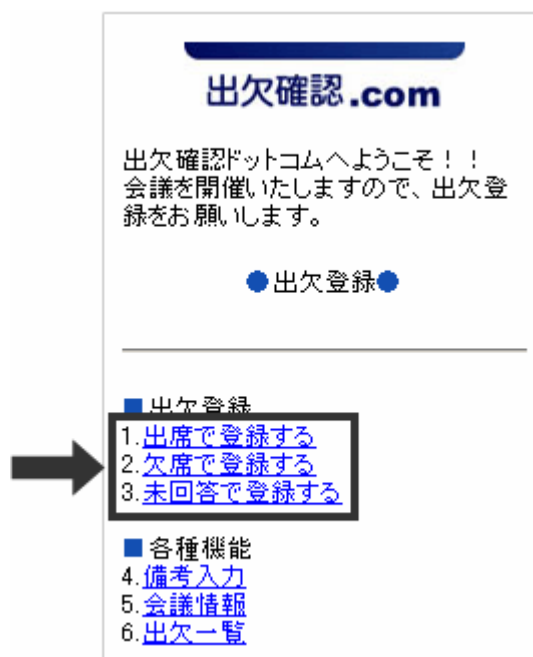 出欠確認.com
出欠確認ドットコムへようこそ！！
会議を開催いたしますので、出欠登
録をお願いします。
●出欠登録●
■出欠登録
1.出席で登録する
2.欠席で登録する
3.未回答で登録する
■各種機能
4.備考入力
5.会議情報
6.出欠一覧